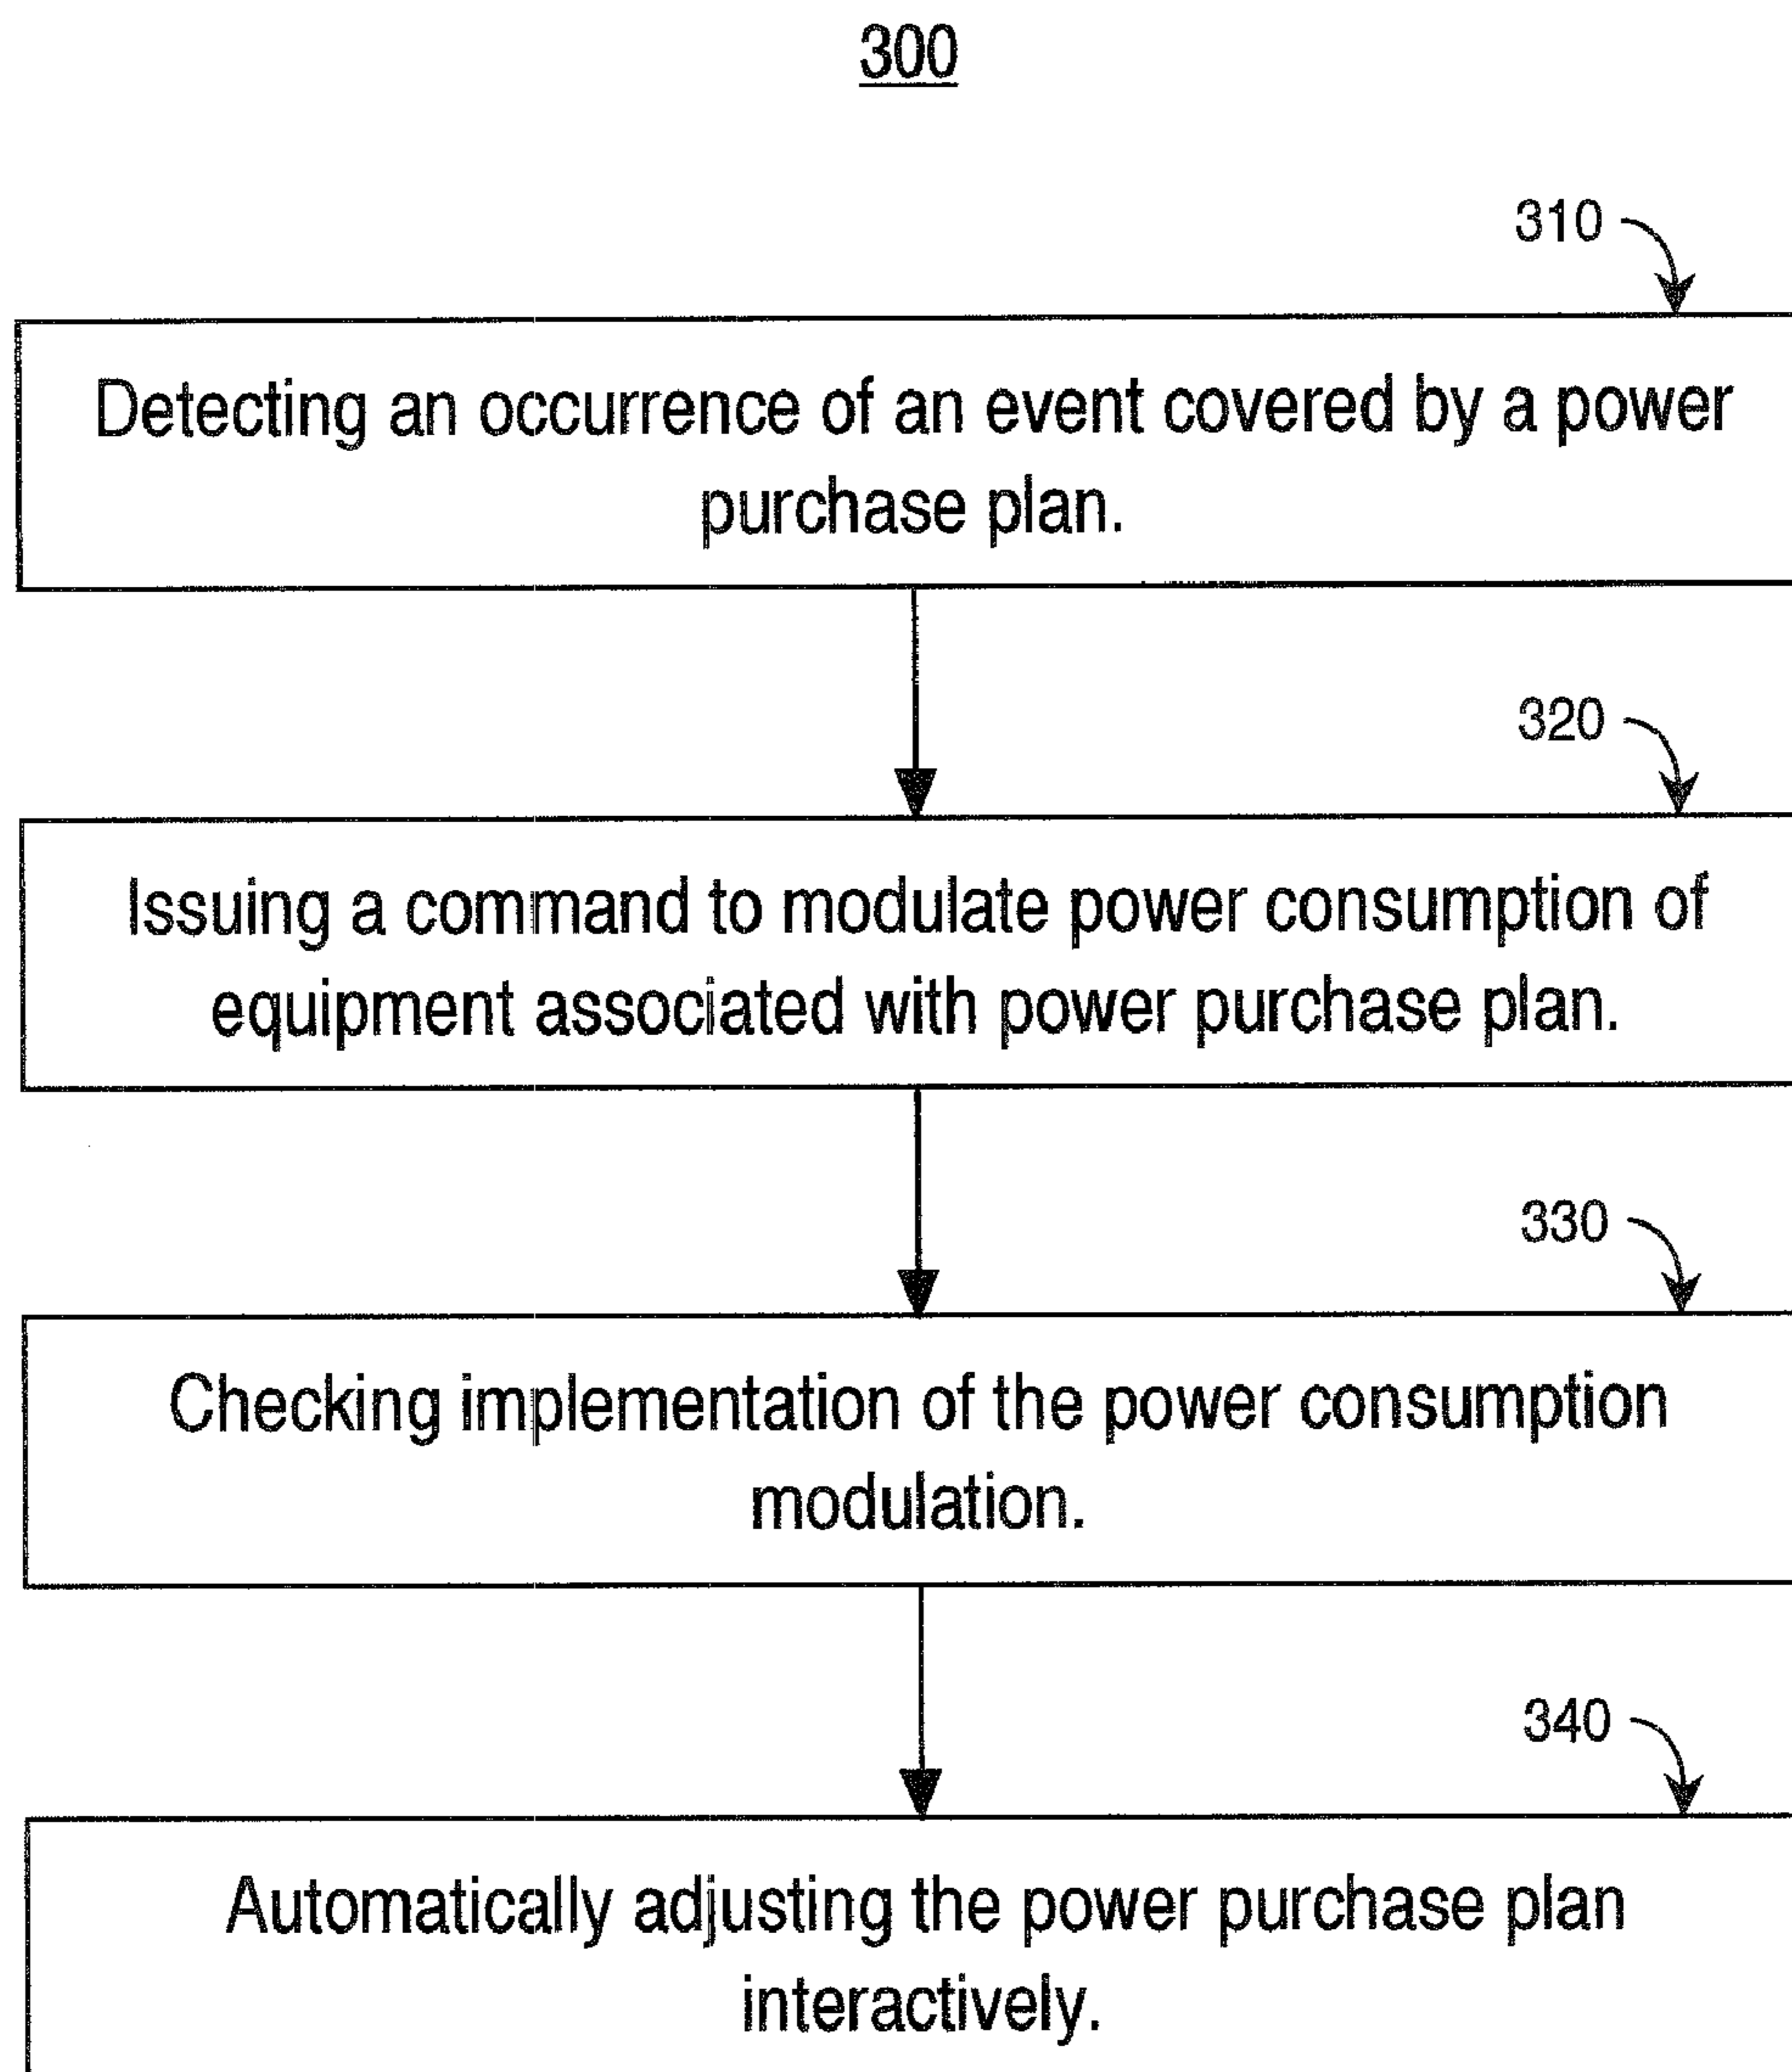 300
310
Detecting an occurrence of an event covered by a power
purchase plan.
320
Issuing a command to modulate power consumption of
equipment associated with power purchase plan.
330
Checking implementation of the power consumption
modulation.
340
Automatically adjusting the power purchase plan
interactively.